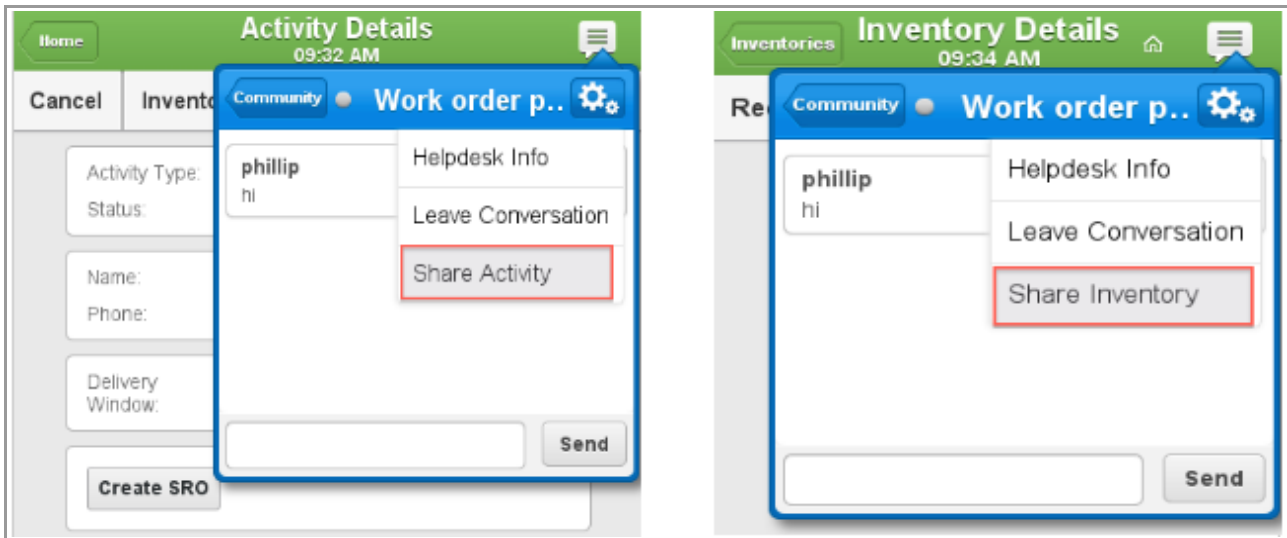 Home
Activity Details
09:32 AM
Cancel
Invento
Community
Work order p..
Activity Type:
Status:
phillip
hi
Helpdesk Info
Leave Conversation
Share Activity
Name:
Phone:
Delivery
Window:
Send
Create SRO
Inventories
Inventory Details
09:34 AM
Re
Community
Work order p..
phillip
hi
Helpdesk Info
Leave Conversation
Share Inventory
Send